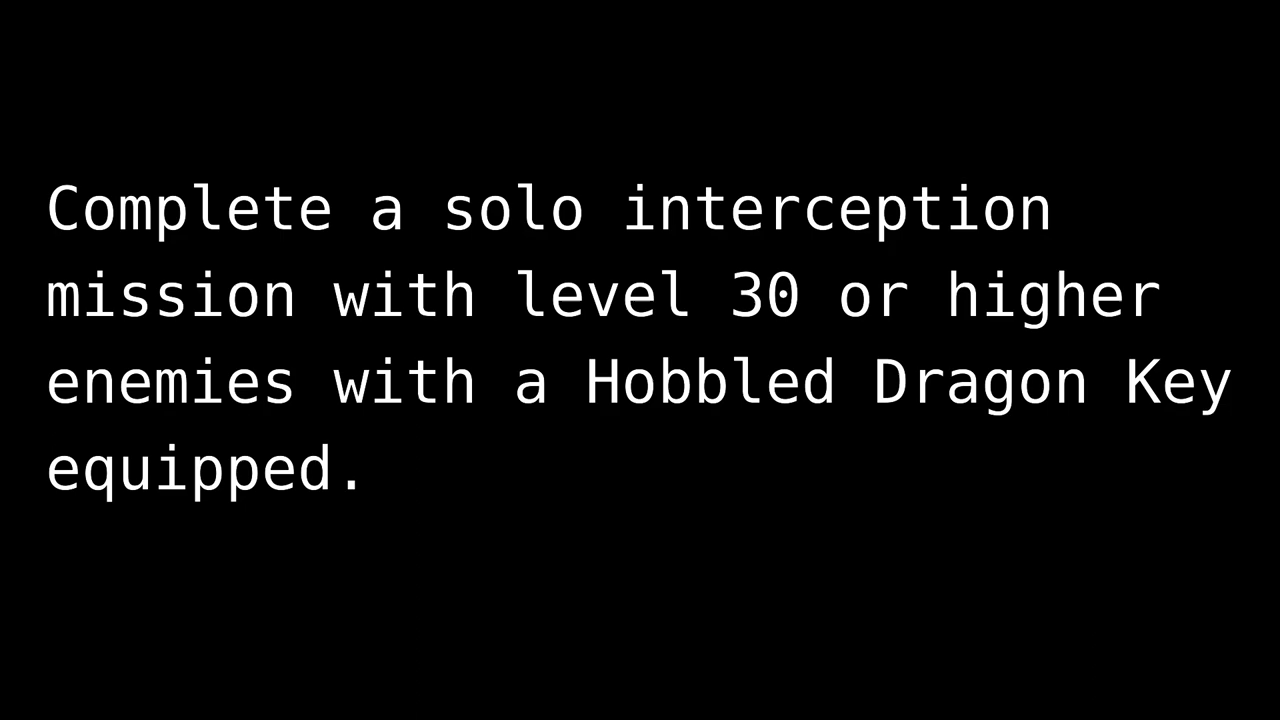 Complete a solo interception
mission with level 30 or higher
enemies with a Hobbled Dragon Key
equipped.